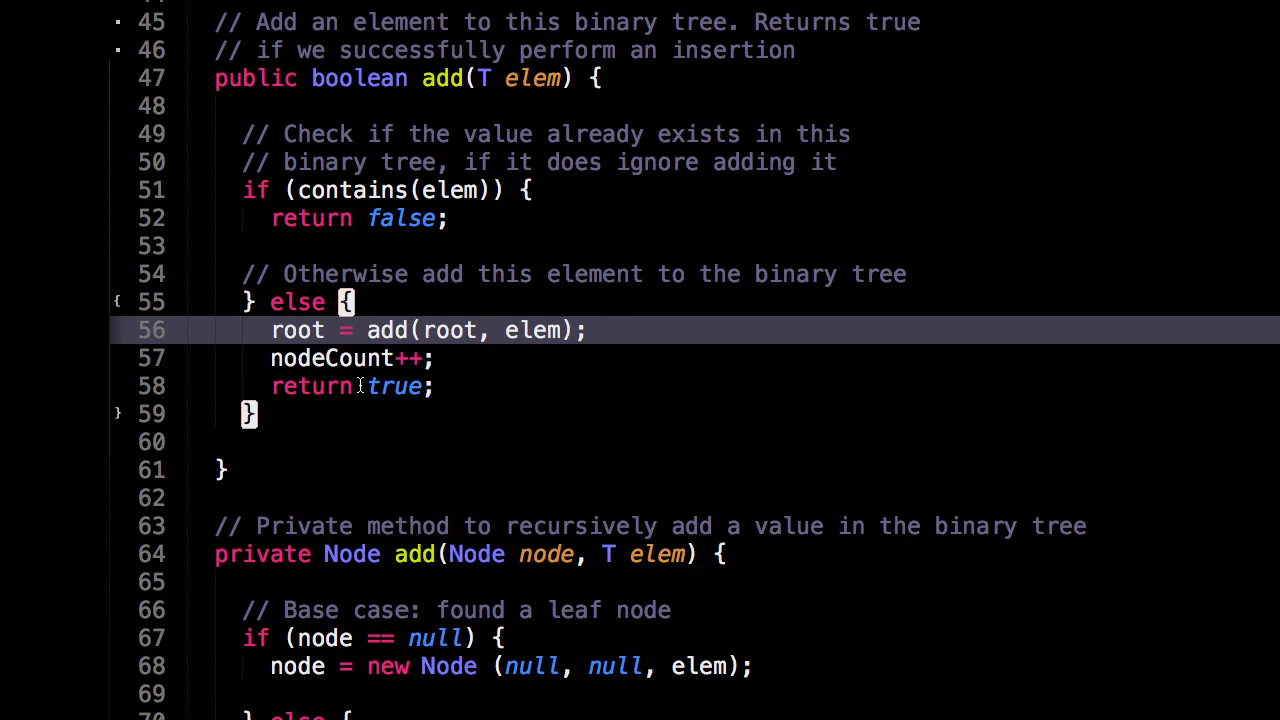 45 // Add an element to this binary tree. Returns true
46 // if we successfully perform an insertion
47 public boolean add(T elem) {
48
49 // Check if the value already exists in this
50 // binary tree, if it does ignore adding it
51 if (contains(elem)) {
52 return false;
53
54 // Otherwise add this element to the binary tree
{ 55 } else {
56 root = add(root, elem);
57 nodeCount++;
58 return true;
} 59 }
60
61 }
62
63 // Private method to recursively add a value in the binary tree
64 private Node add(Node node, T elem) {
65
66 // Base case: found a leaf node
67 if (node == null) {
68 node = new Node (null, null, elem);
69
70 } else {